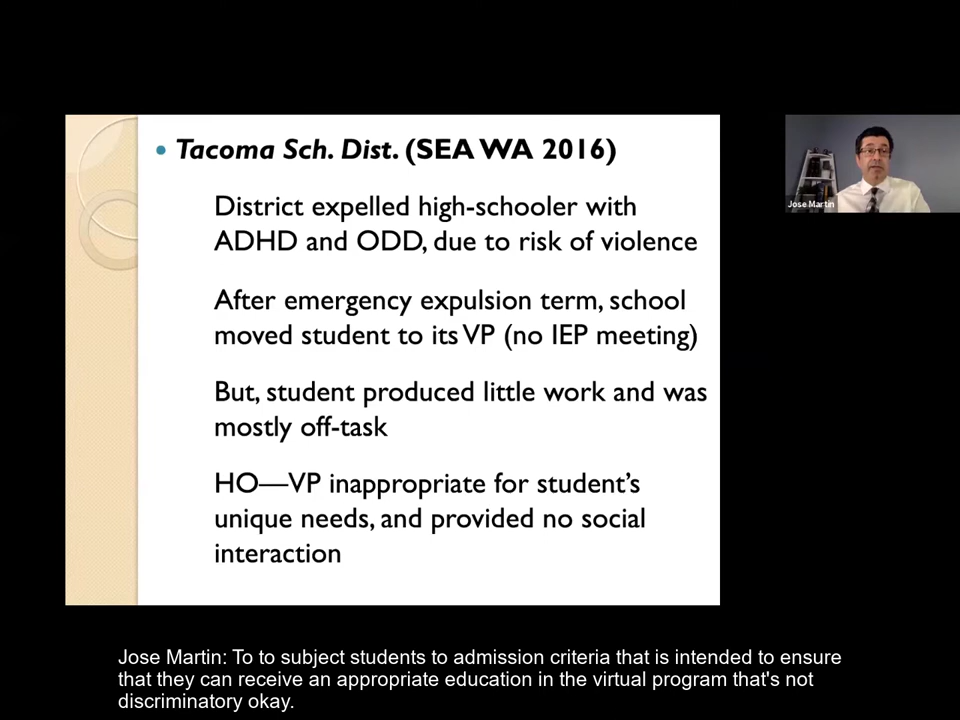 • Tacoma Sch. Dist. (SEA WA 2016)
District expelled high-schooler with
ADHD and ODD, due to risk of violence
After emergency expulsion term, school
moved student to its VP (no IEP meeting)
But, student produced little work and was
mostly off-task
HO—VP inappropriate for student's
unique needs, and provided no social
interaction
Jose Martin
Jose Martin: To to subject students to admission criteria that is intended to ensure
that they can receive an appropriate education in the virtual program that's not
discriminatory okay.